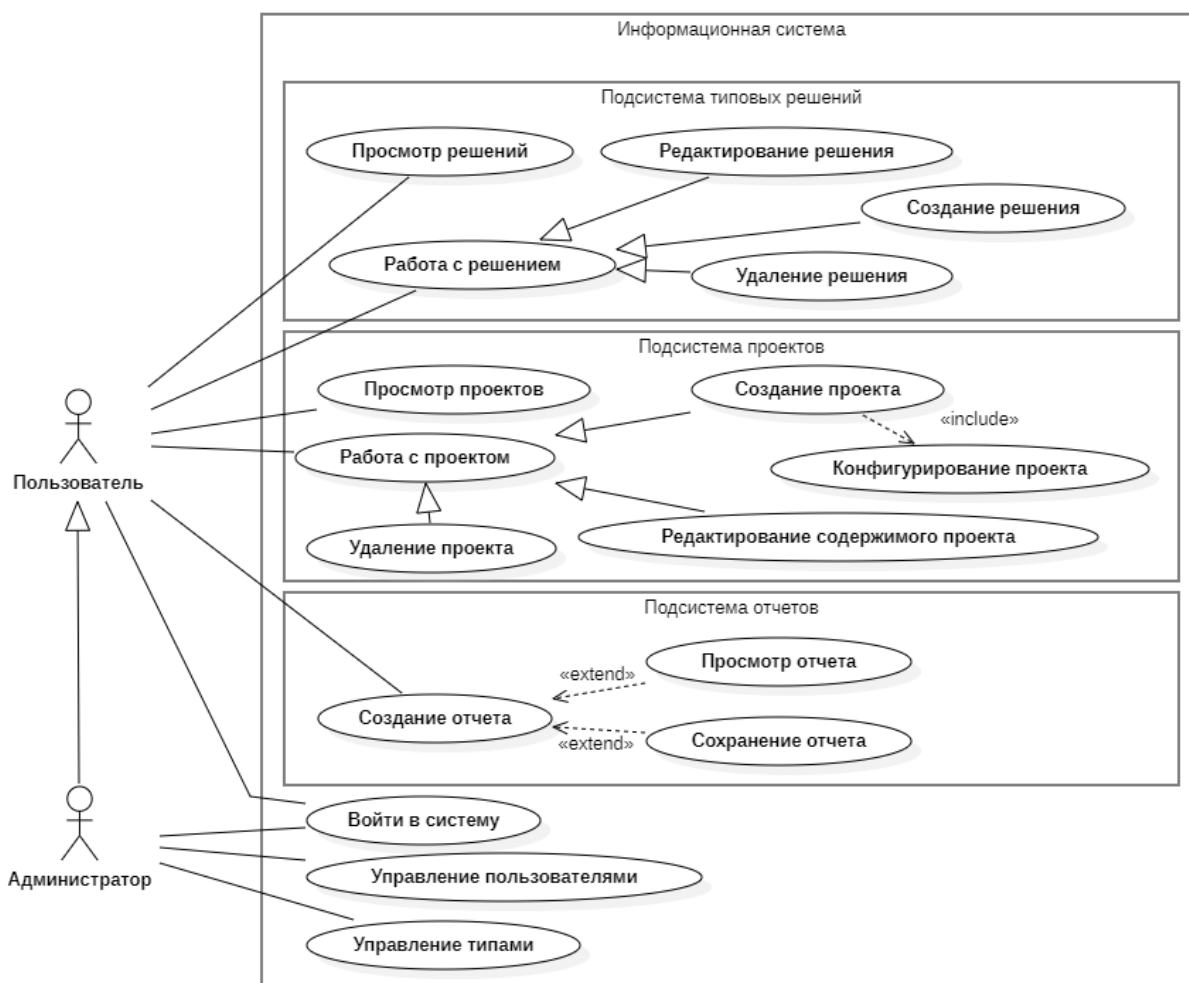 Информационная система
Подсистема типовых решений
Просмотр решений
Редактирование решения
Создание решения
Работа с решением
Удаление решения
Подсистема проектов
Просмотр проектов
Создание проекта
«include»
Работа с проектом
Конфигурирование проекта
Пользователь
Удаление проекта
Редактирование содержимого проекта
Подсистема отчетов
Просмотр отчета
«extend»
Создание отчета
«extend»
Сохранение отчета
Войти в систему
Администратор
Управление пользователями
Управление типами